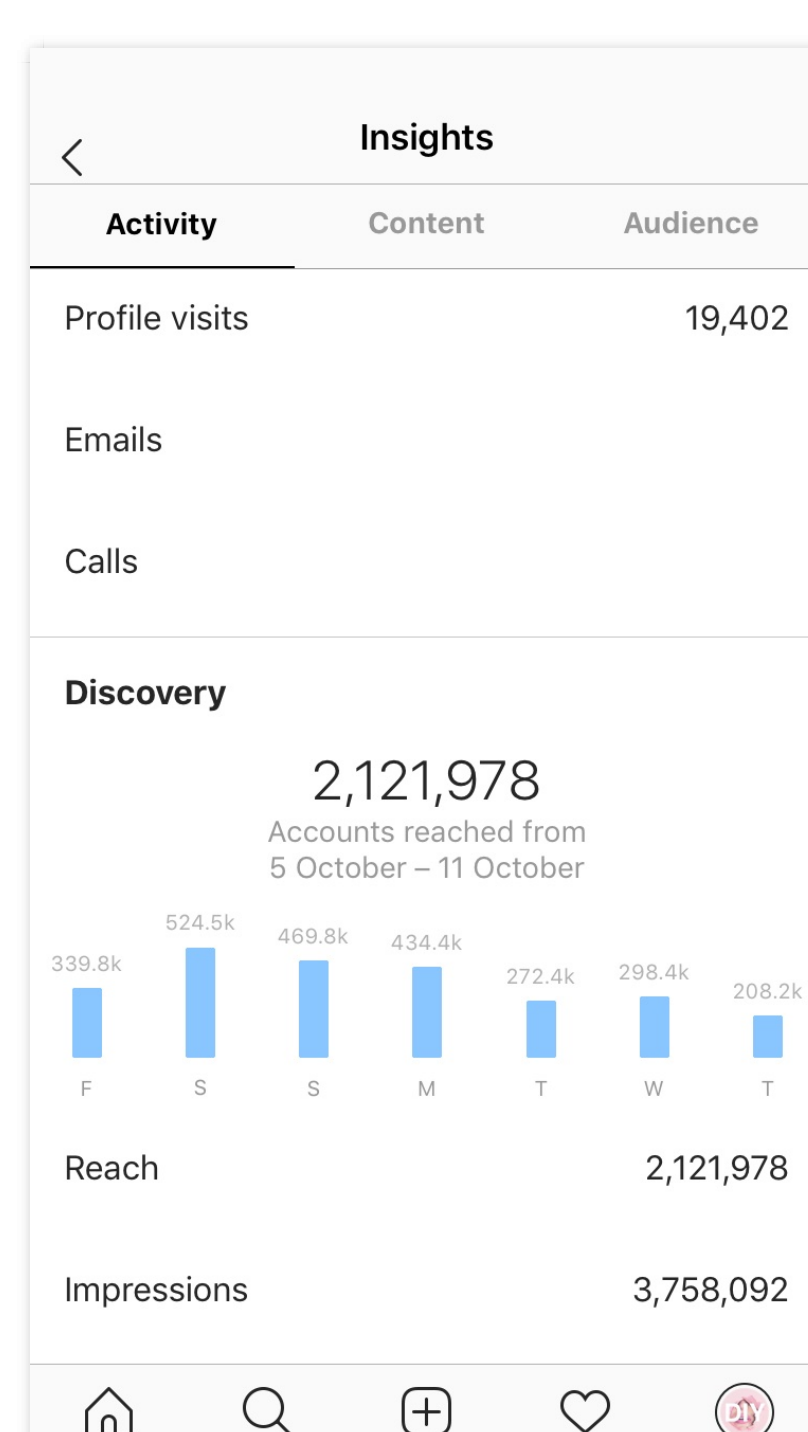 Insights
Activity Content Audience
Profile visits 19,402
Emails
Calls
Discovery
2,121,978
Accounts reached from
5 October – 11 October
339.8k 524.5k 469.8k 434.4k 272.4k 298.4k 208.2k
F S S M T W T
Reach 2,121,978
Impressions 3,758,092
DIY